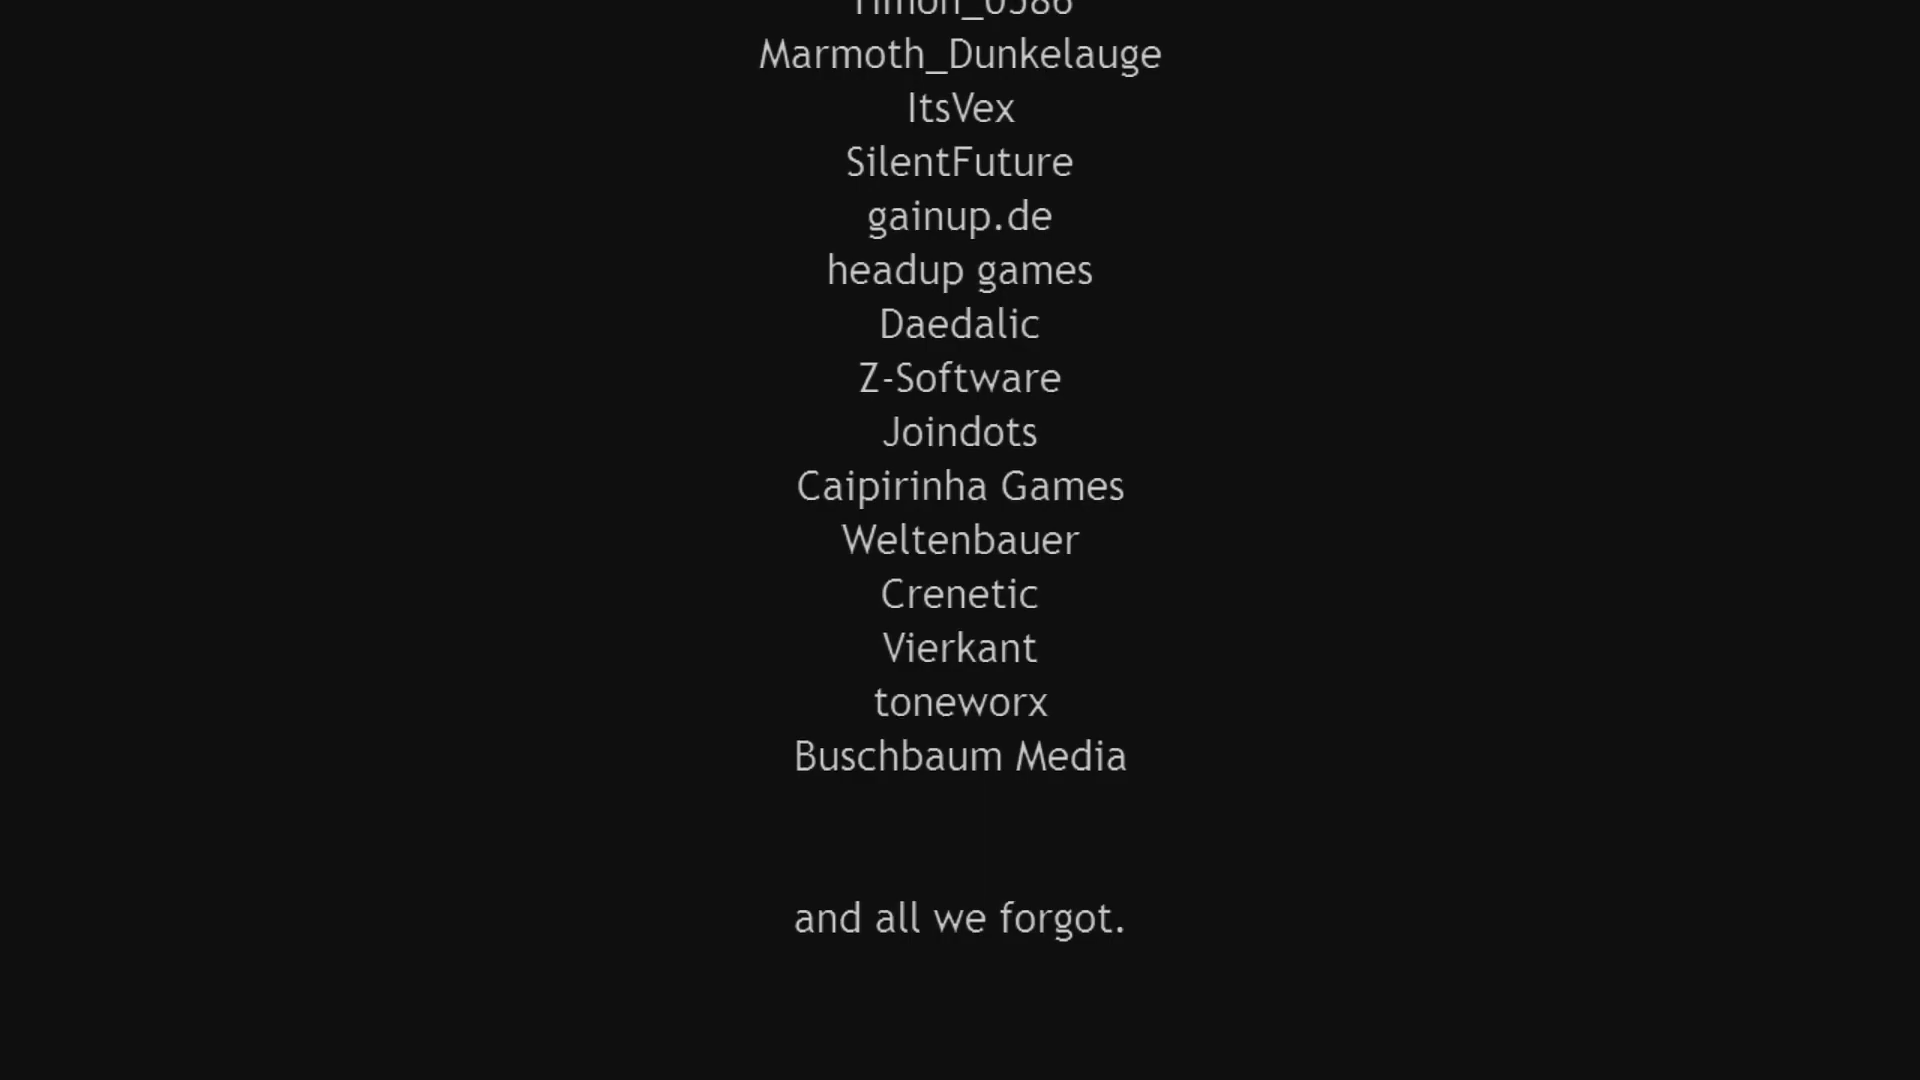 Timon_0586
Marmoth_Dunkelauge
ItsVex
SilentFuture
gainup.de
headup games
Daedalic
Z-Software
Joindots
Caipirinha Games
Weltenbauer
Crenetic
Vierkant
toneworx
Buschbaum Media
and all we forgot.